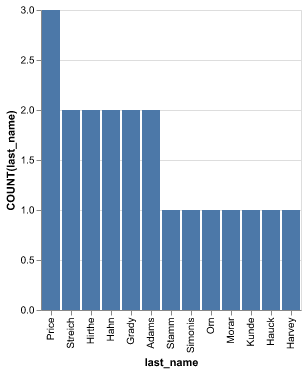 3.0
2.5
2.0
1.5
1.0
0.5
0.0
COUNT(last_name)
Price
Streich
Hirthe
Hahn
Grady
Adams
Stamm
Simonis
Orn
Morar
Kunde
Hauck
Harvey
last_name